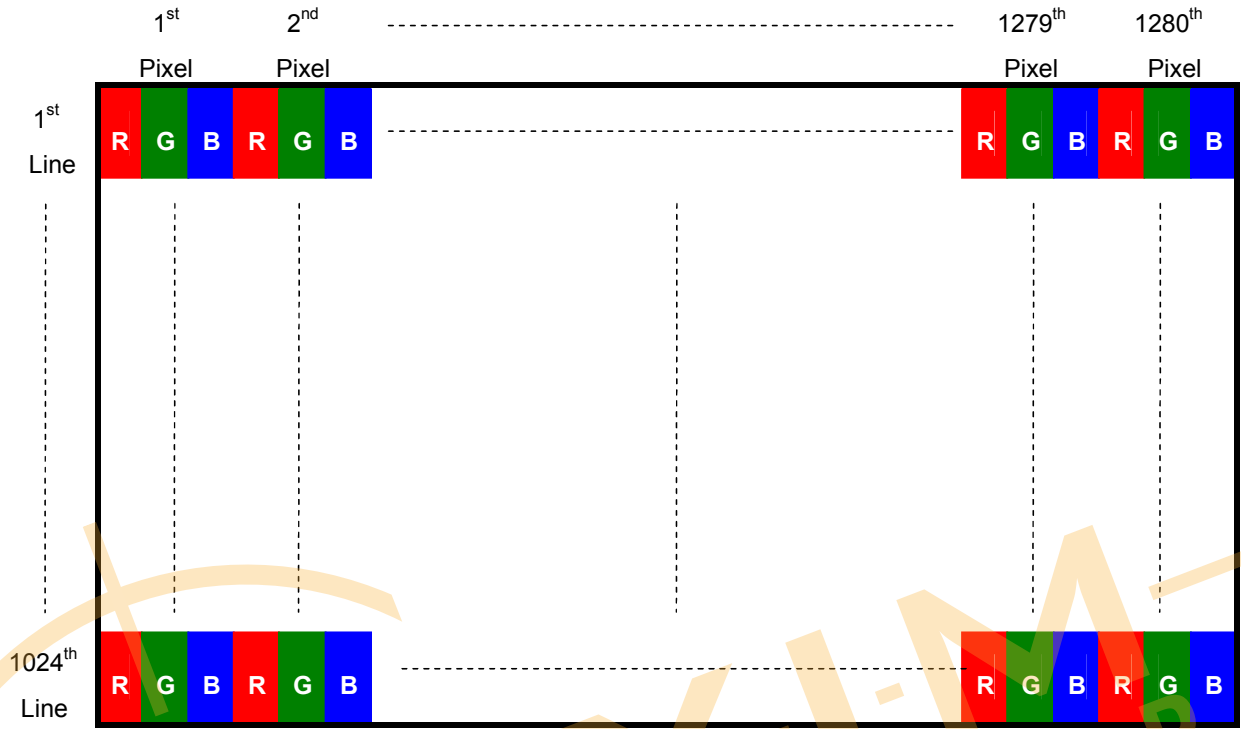 1st 2nd 1279th 1280th
Pixel Pixel Pixel Pixel
1st
Line
R G B R G B R G B R G B
1024th
Line
R G B R G B R G B R G B